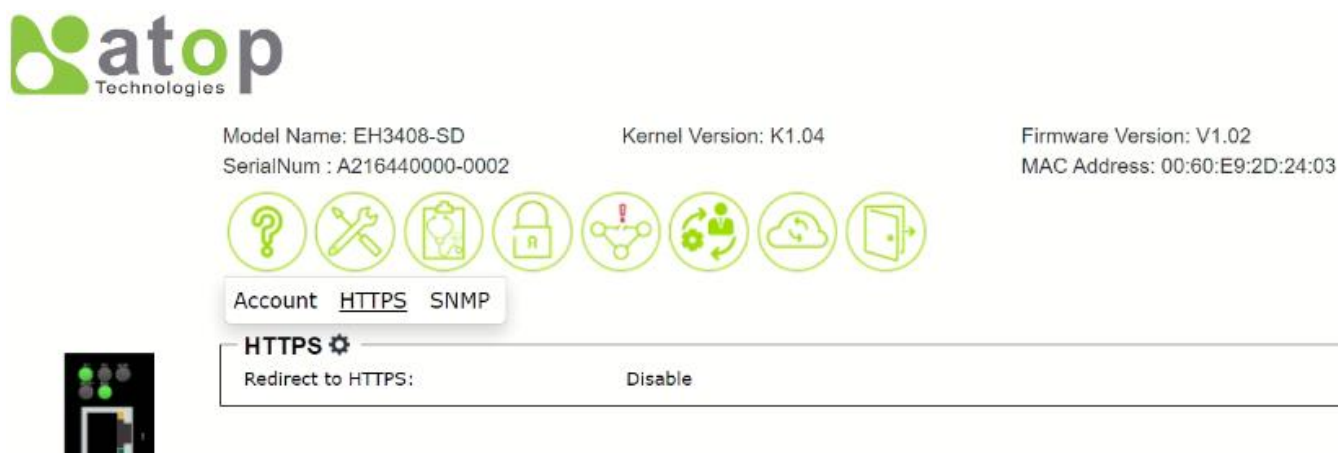 atop
Technologies
Model Name: EH3408-SD Kernel Version: K1.04 Firmware Version: V1.02
SerialNum : A216440000-0002 MAC Address: 00:60:E9:2D:24:03
Account HTTPS SNMP
HTTPS
Redirect to HTTPS: Disable